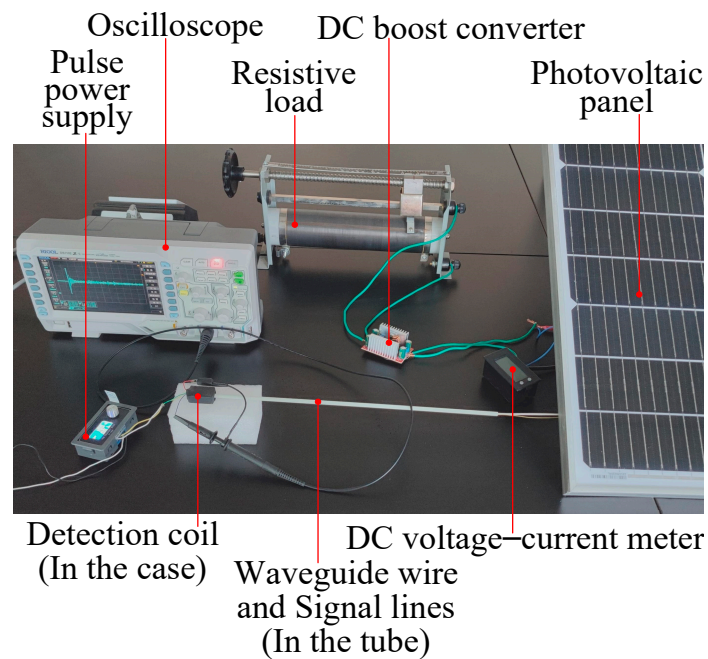 Oscilloscope
DC boost converter
Pulse
power
supply
Resistive
load
Photovoltaic
panel
RIGOL
Detection coil
(In the case)
DC voltage–current meter
Waveguide wire
and Signal lines
(In the tube)